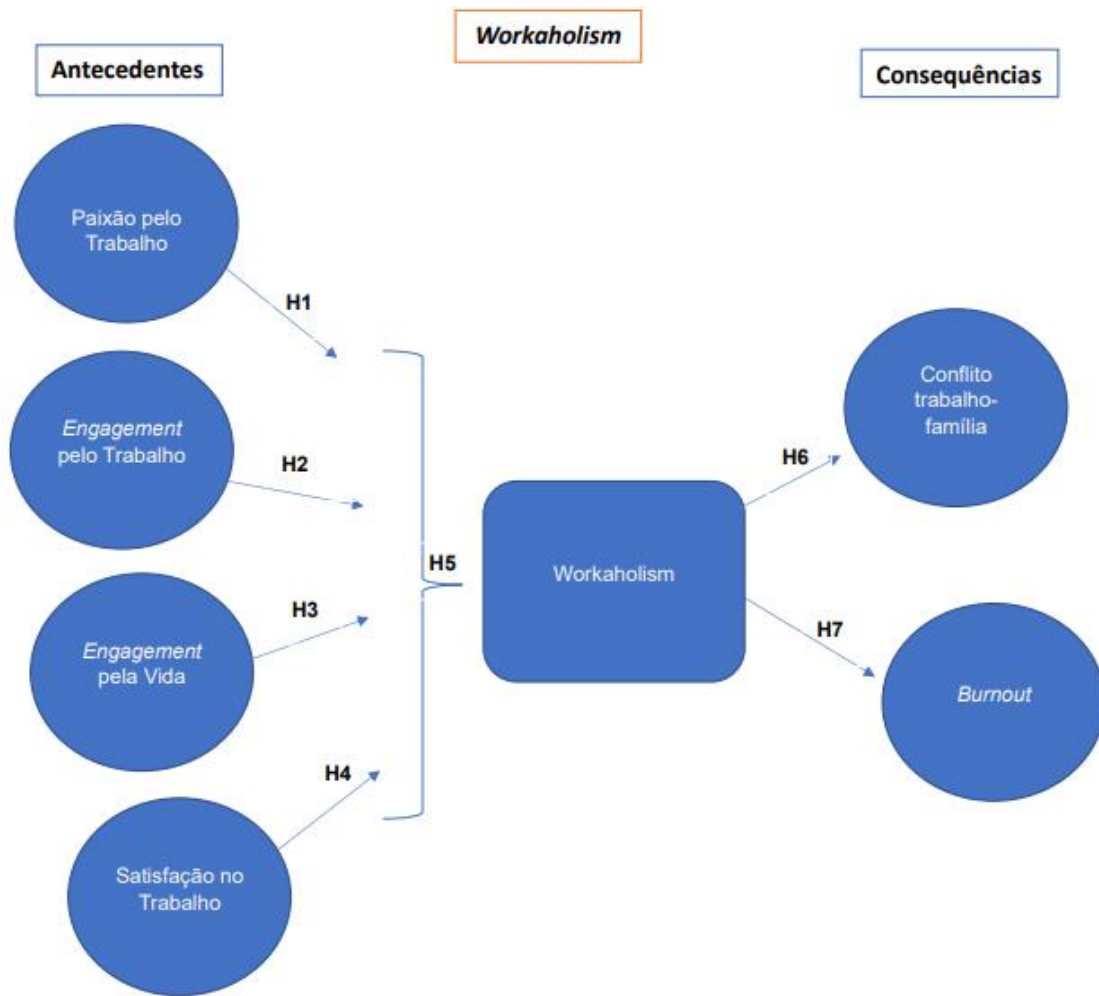 Workaholism
Antecedentes
Consequências
Paixão pelo
Trabalho
H1
Engagement
pelo Trabalho
H2
Engagement
pela Vida
H3
Satisfação no
Trabalho
H4
H5
Workaholism
H6
Conflito
trabalho-
família
H7
Burnout